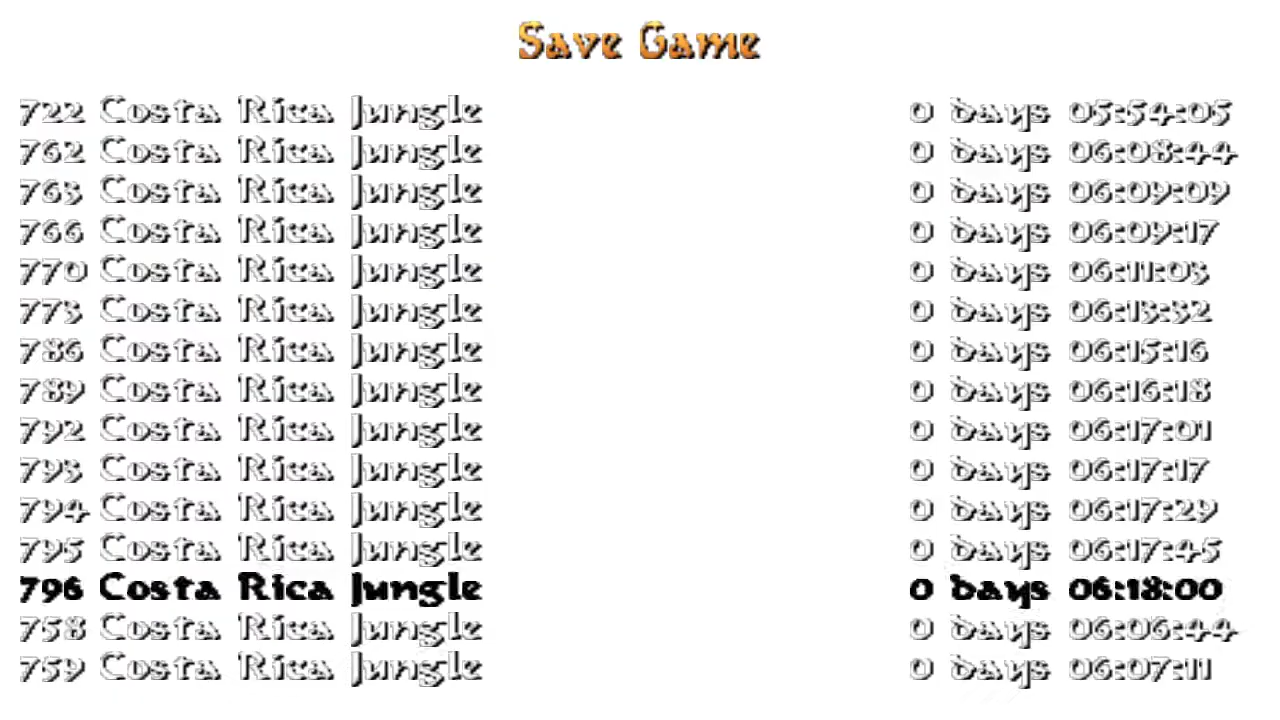 Save Game
722 Costa Rica Jungle 0 days 05:54:05
762 Costa Rica Jungle 0 days 06:08:44
763 Costa Rica Jungle 0 days 06:09:09
766 Costa Rica Jungle 0 days 06:09:17
770 Costa Rica Jungle 0 days 06:11:03
773 Costa Rica Jungle 0 days 06:13:32
786 Costa Rica Jungle 0 days 06:15:16
789 Costa Rica Jungle 0 days 06:16:18
792 Costa Rica Jungle 0 days 06:17:01
793 Costa Rica Jungle 0 days 06:17:17
794 Costa Rica Jungle 0 days 06:17:29
795 Costa Rica Jungle 0 days 06:17:45
796 Costa Rica Jungle 0 days 06:18:00
758 Costa Rica Jungle 0 days 06:06:44
759 Costa Rica Jungle 0 days 06:07:11